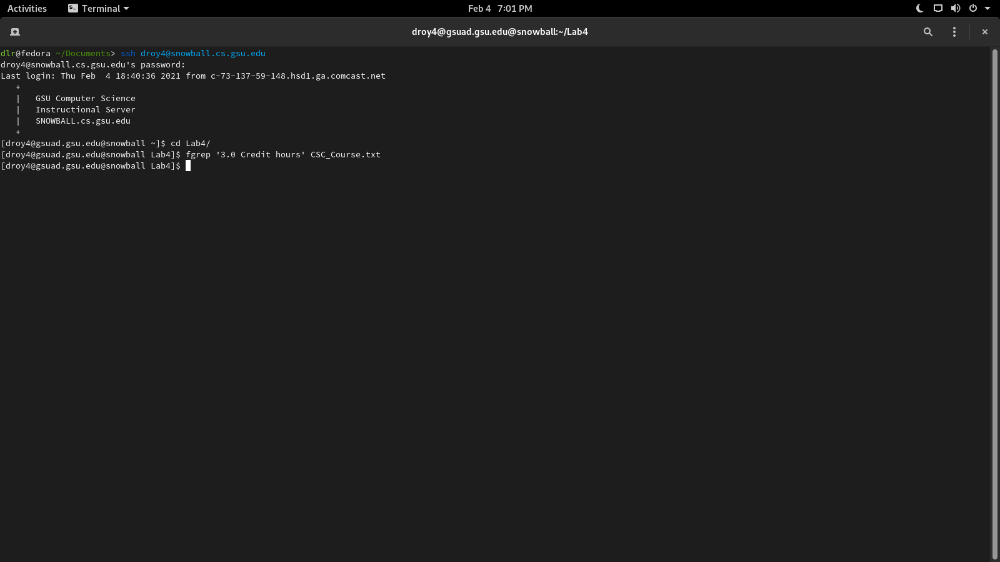 Activities Terminal Feb 4 7:01 PM
droy4@gsuad.gsu.edu@snowball:~/Lab4
dlr@fedora ~/Documents> ssh droy4@snowball.cs.gsu.edu
droy4@snowball.cs.gsu.edu's password:
Last login: Thu Feb  4 18:40:36 2021 from c-73-137-59-148.hsd1.ga.comcast.net
   +
   |   GSU Computer Science
   |   Instructional Server
   |   SNOWBALL.cs.gsu.edu
   +
[droy4@gsuad.gsu.edu@snowball ~]$ cd Lab4/
[droy4@gsuad.gsu.edu@snowball Lab4]$ fgrep '3.0 Credit hours' CSC_Course.txt
[droy4@gsuad.gsu.edu@snowball Lab4]$